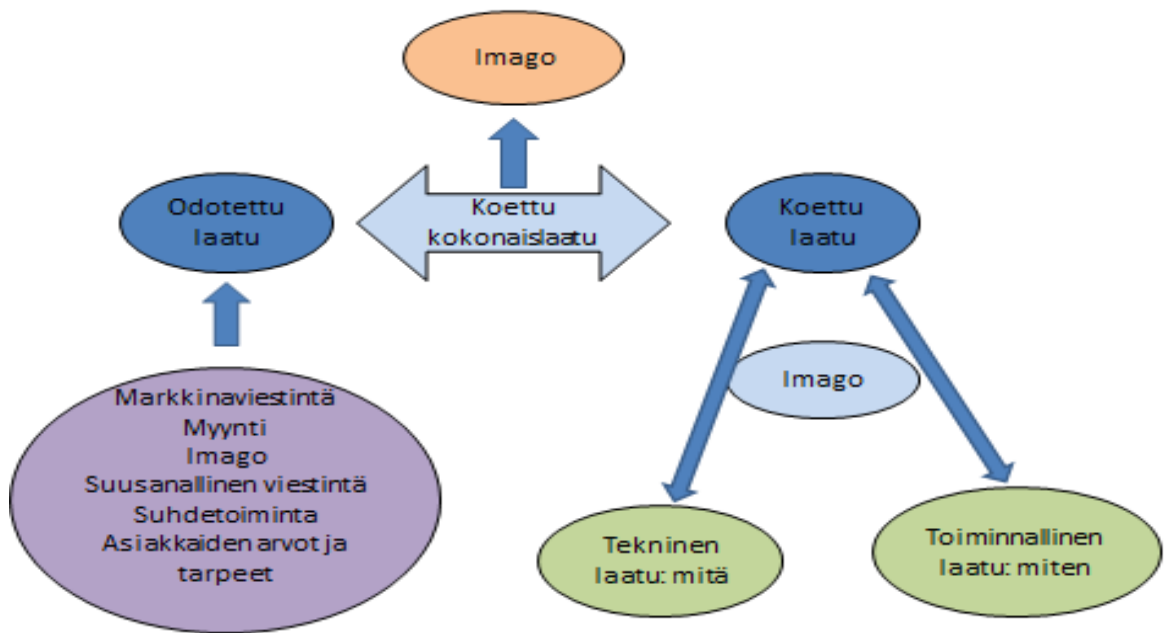 Imago
Odotettu
laatu
Koettu
kokonaislaatu
Koettu
laatu
Markkinaviestintä
Myynti
Imago
Suusanallinen viestintä
Suhdetoiminta
Asiakkaiden arvot ja
tarpeet
Imago
Tekninen
laatu: mitä
Toiminnallinen
laatu: miten